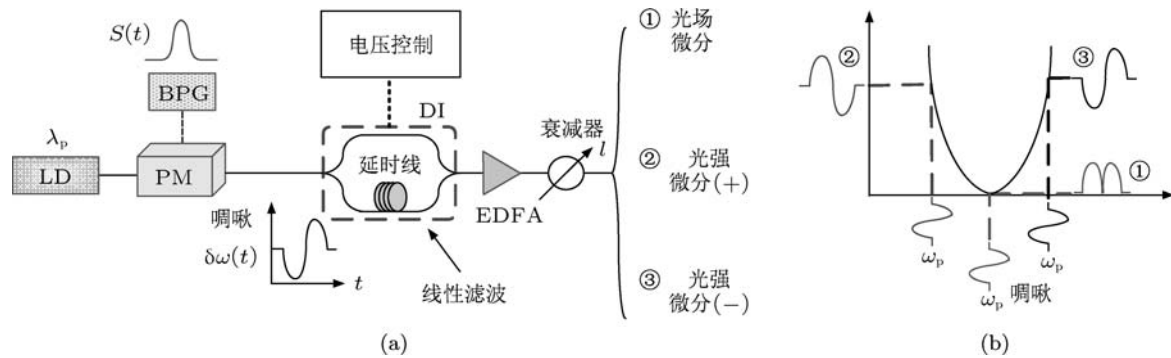 S(t)
BPG
λp
LD
PM
电压控制
DI
延时线
EDFA
衰减器
l
啁啾
δω(t)
t
线性滤波
① 光场
微分
② 光强
微分(+)
③ 光强
微分(−)
(a)
②
③
①
ωp
ωp
ωp 啁啾
(b)